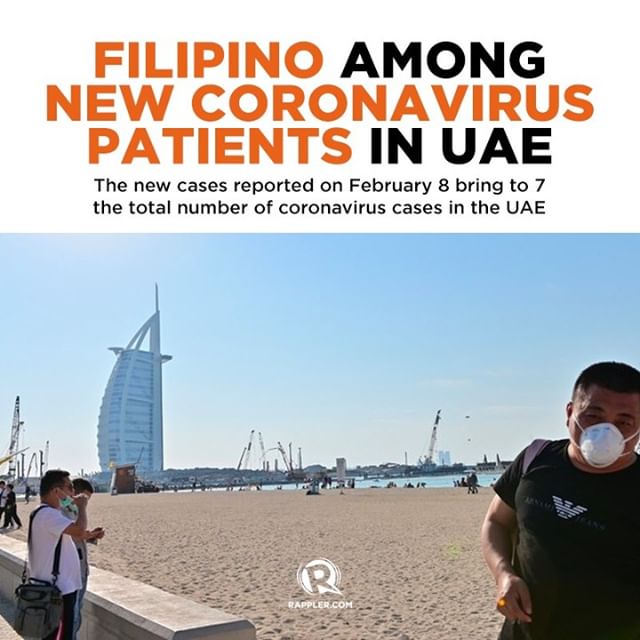 FILIPINO AMONG
NEW CORONAVIRUS
PATIENTS IN UAE
The new cases reported on February 8 bring to 7
the total number of coronavirus cases in the UAE
ARMANI JEANS
R
RAPPLER.COM